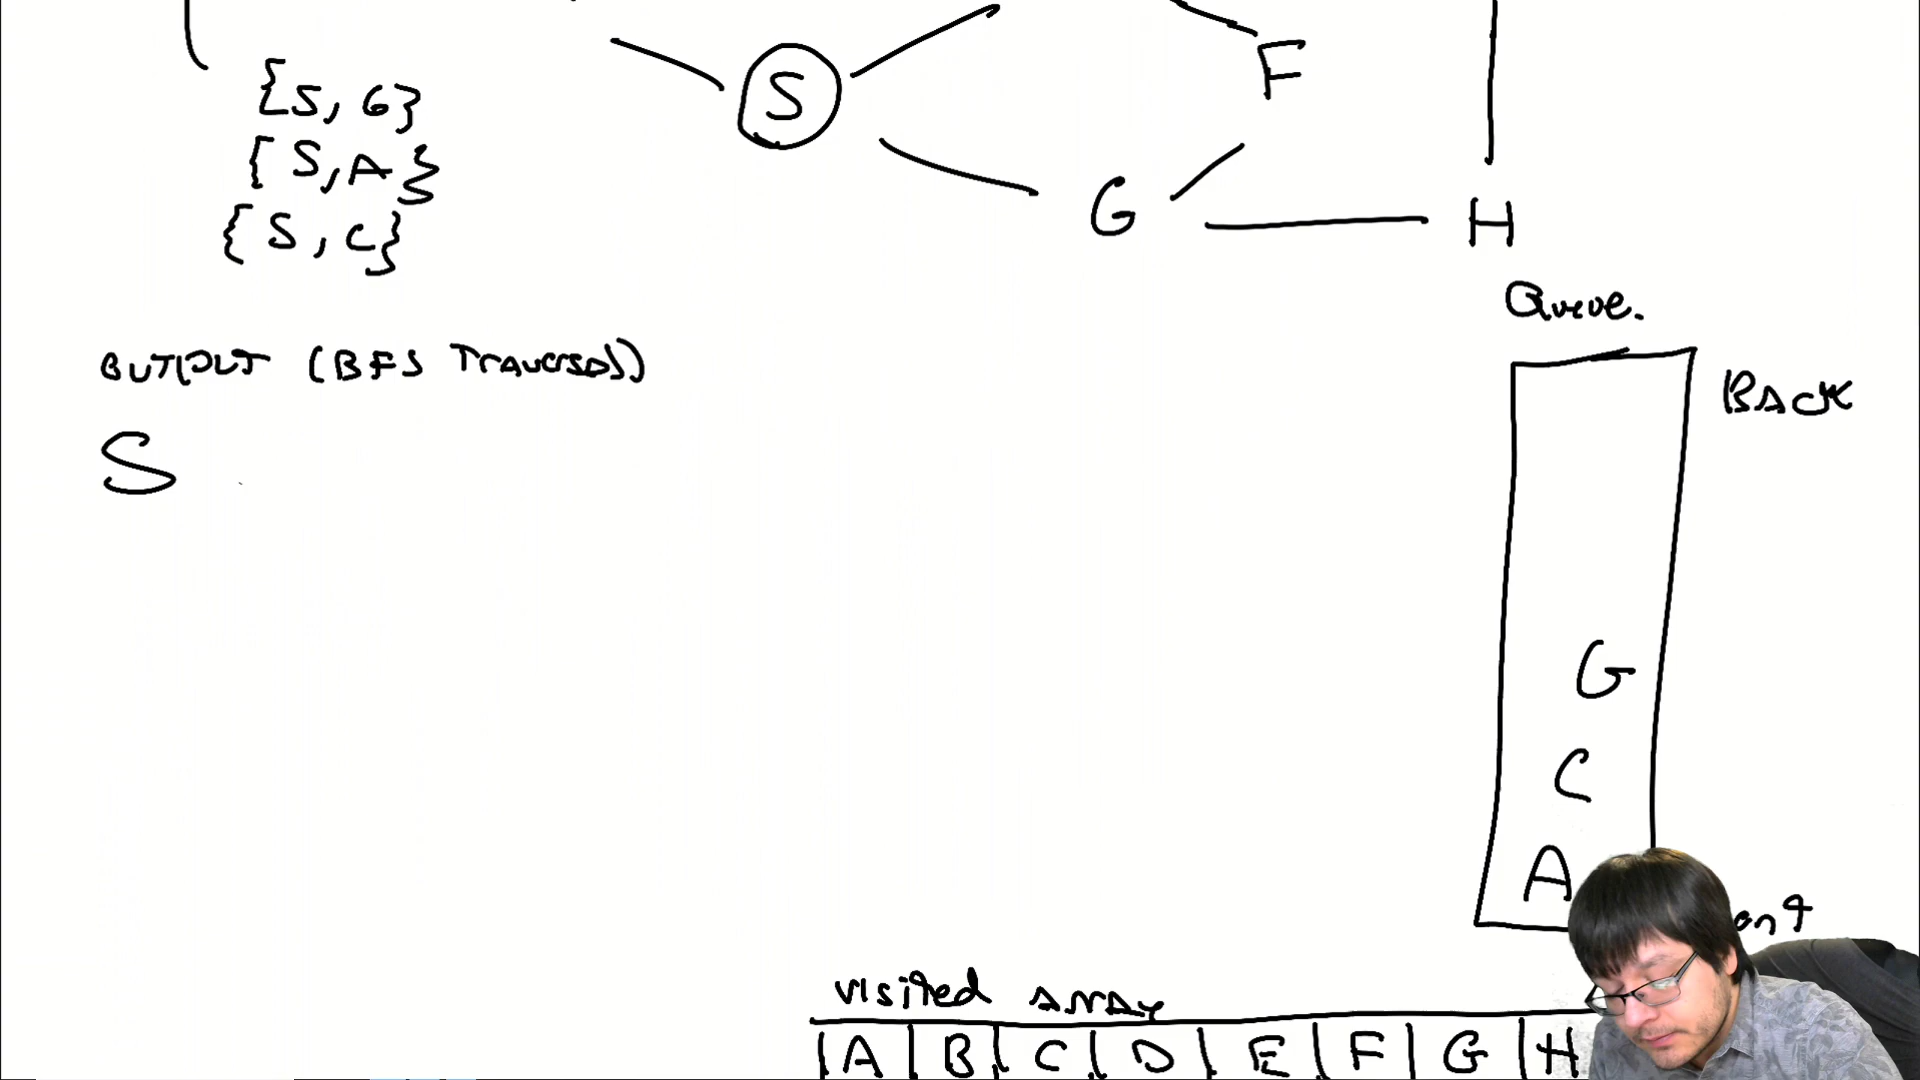 {S, G}
{S, A}
{S, C}
S
F
G
H
Queue.
OUTPUT (BFS Traversal)
BACK
S
G
C
A
visited array
A B C D E F G H